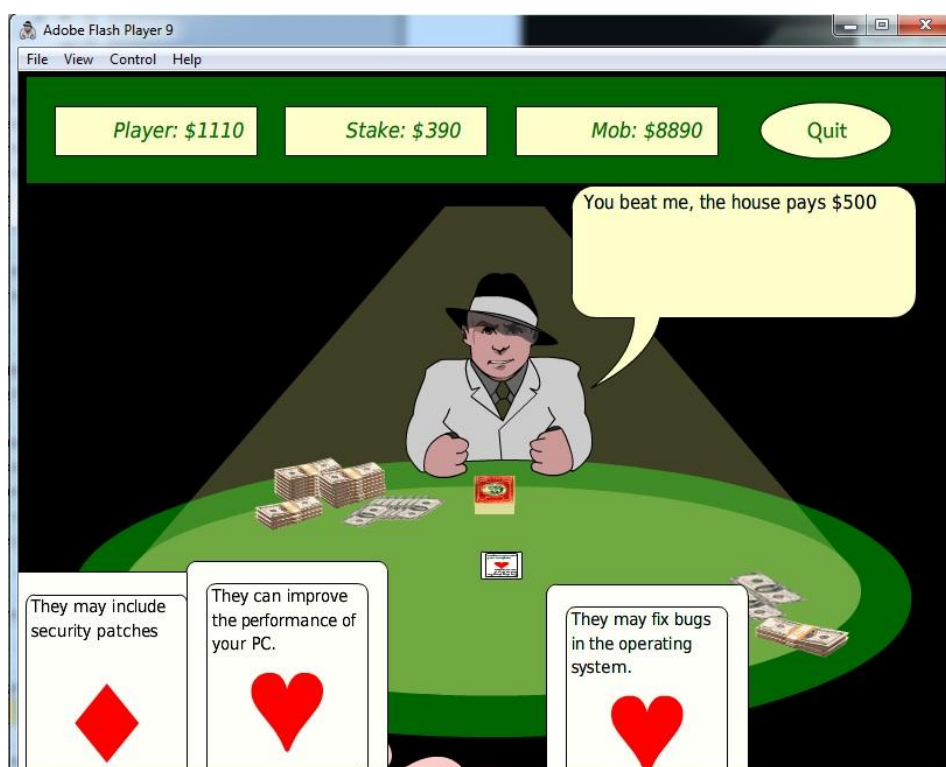 Adobe Flash Player 9
File View Control Help
Player: $1110
Stake: $390
Mob: $8890
Quit
You beat me, the house pays $500
They may include
security patches
They can improve
the performance of
your PC.
They may fix bugs
in the operating
system.